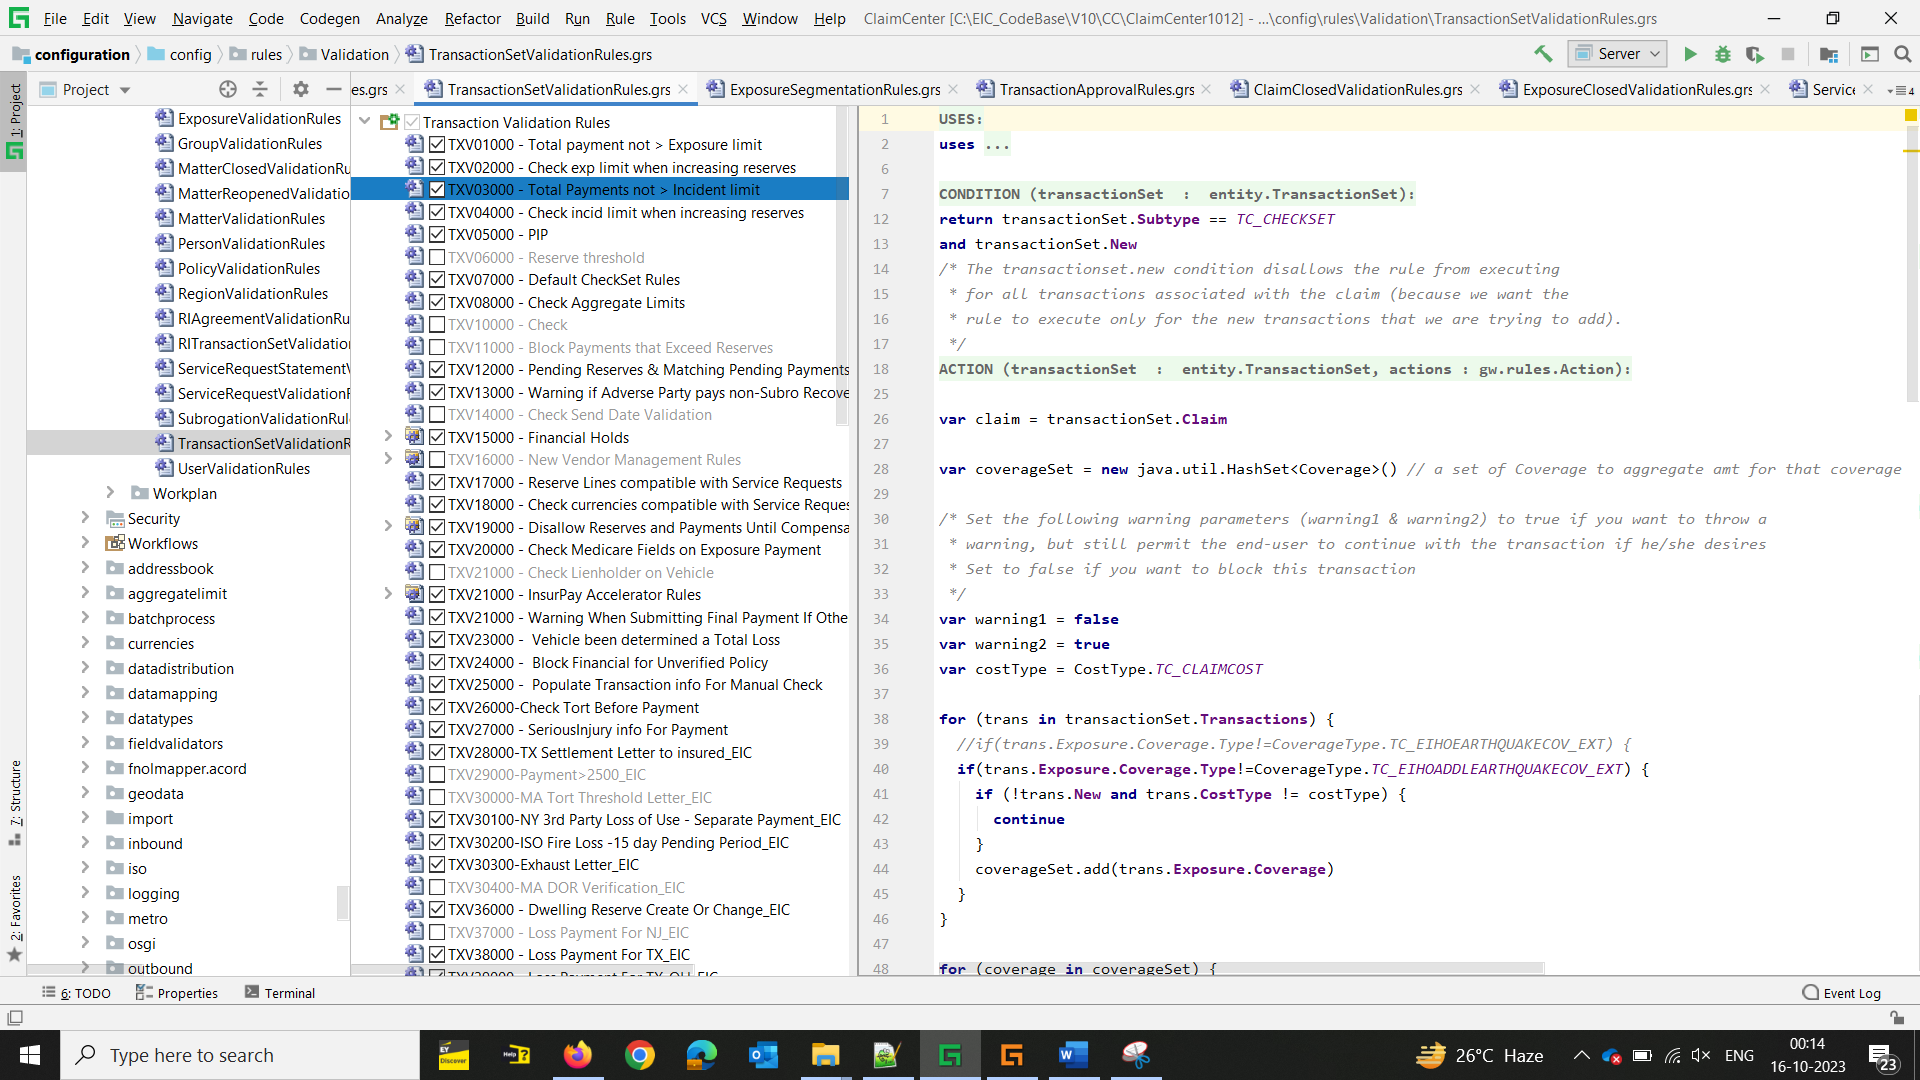 File Edit View Navigate Code Codegen Analyze Refactor Build Run Rule Tools VCS Window Help ClaimCenter [C:\EIC_CodeBase\V10\CC\ClaimCenter1012] - ...\config\rules\Validation\TransactionSetValidationRules.grs
configuration config rules Validation TransactionSetValidationRules.grs Server
Project es.grs TransactionSetValidationRules.grs ExposureSegmentationRules.grs TransactionApprovalRules.grs ClaimClosedValidationRules.grs ExposureClosedValidationRules.grs Service 4
1: Project
7: Structure
2: Favorites
ExposureValidationRules
GroupValidationRules
MatterClosedValidationRu
MatterReopenedValidatio
MatterValidationRules
PersonValidationRules
PolicyValidationRules
RegionValidationRules
RIAgreementValidationRu
RITransactionSetValidation
ServiceRequestStatementV
ServiceRequestValidationR
SubrogationValidationRul
TransactionSetValidationR
UserValidationRules
Workplan
Security
Workflows
addressbook
aggregatelimit
batchprocess
currencies
datadistribution
datamapping
datatypes
fieldvalidators
fnolmapper.acord
geodata
import
inbound
iso
logging
metro
osgi
outbound
Transaction Validation Rules
TXV01000 - Total payment not > Exposure limit
TXV02000 - Check exp limit when increasing reserves
TXV03000 - Total Payments not > Incident limit
TXV04000 - Check incid limit when increasing reserves
TXV05000 - PIP
TXV06000 - Reserve threshold
TXV07000 - Default CheckSet Rules
TXV08000 - Check Aggregate Limits
TXV10000 - Check
TXV11000 - Block Payments that Exceed Reserves
TXV12000 - Pending Reserves & Matching Pending Payments
TXV13000 - Warning if Adverse Party pays non-Subro Recove
TXV14000 - Check Send Date Validation
TXV15000 - Financial Holds
TXV16000 - New Vendor Management Rules
TXV17000 - Reserve Lines compatible with Service Requests
TXV18000 - Check currencies compatible with Service Reques
TXV19000 - Disallow Reserves and Payments Until Compensa
TXV20000 - Check Medicare Fields on Exposure Payment
TXV21000 - Check Lienholder on Vehicle
TXV21000 - InsurPay Accelerator Rules
TXV21000 - Warning When Submitting Final Payment If Othe
TXV23000 -  Vehicle been determined a Total Loss
TXV24000 -  Block Financial for Unverified Policy
TXV25000 -  Populate Transaction info For Manual Check
TXV26000-Check Tort Before Payment
TXV27000 - SeriousInjury info For Payment
TXV28000-TX Settlement Letter to insured_EIC
TXV29000-Payment>2500_EIC
TXV30000-MA Tort Threshold Letter_EIC
TXV30100-NY 3rd Party Loss of Use - Separate Payment_EIC
TXV30200-ISO Fire Loss -15 day Pending Period_EIC
TXV30300-Exhaust Letter_EIC
TXV30400-MA DOR Verification_EIC
TXV36000 - Dwelling Reserve Create Or Change_EIC
TXV37000 - Loss Payment For NJ_EIC
TXV38000 - Loss Payment For TX_EIC
1 USES:
2 uses ...
6
7 CONDITION (transactionSet  :  entity.TransactionSet):
12 return transactionSet.Subtype == TC_CHECKSET
13 and transactionSet.New
14 /* The transactionset.new condition disallows the rule from executing
15  * for all transactions associated with the claim (because we want the
16  * rule to execute only for the new transactions that we are trying to add).
17  */
18 ACTION (transactionSet  :  entity.TransactionSet, actions : gw.rules.Action):
25
26 var claim = transactionSet.Claim
27
28 var coverageSet = new java.util.HashSet<Coverage>() // a set of Coverage to aggregate amt for that coverage
29
30 /* Set the following warning parameters (warning1 & warning2) to true if you want to throw a
31  * warning, but still permit the end-user to continue with the transaction if he/she desires
32  * Set to false if you want to block this transaction
33  */
34 var warning1 = false
35 var warning2 = true
36 var costType = CostType.TC_CLAIMCOST
37
38 for (trans in transactionSet.Transactions) {
39   //if(trans.Exposure.Coverage.Type!=CoverageType.TC_EIHOEARTHQUAKECOV_EXT) {
40   if(trans.Exposure.Coverage.Type!=CoverageType.TC_EIHOADDLEARTHQUAKECOV_EXT) {
41     if (!trans.New and trans.CostType != costType) {
42       continue
43     }
44     coverageSet.add(trans.Exposure.Coverage)
45   }
46 }
47
48 for (coverage in coverageSet) {
6: TODO Properties Terminal Event Log
Type here to search EY Discover Help? 26°C Haze ENG 00:14
16-10-2023 23